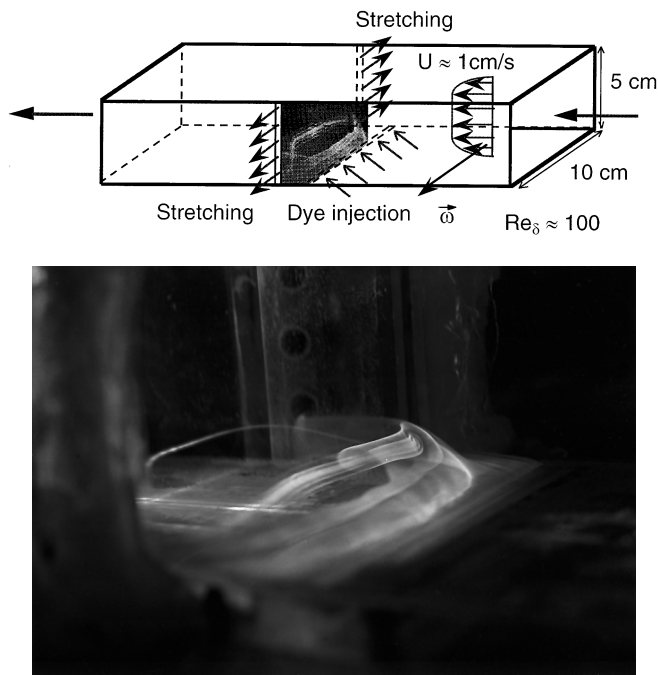 Stretching
U ≈ 1cm/s
5 cm
10 cm
Stretching Dye injection ω⃗
Re_δ ≈ 100